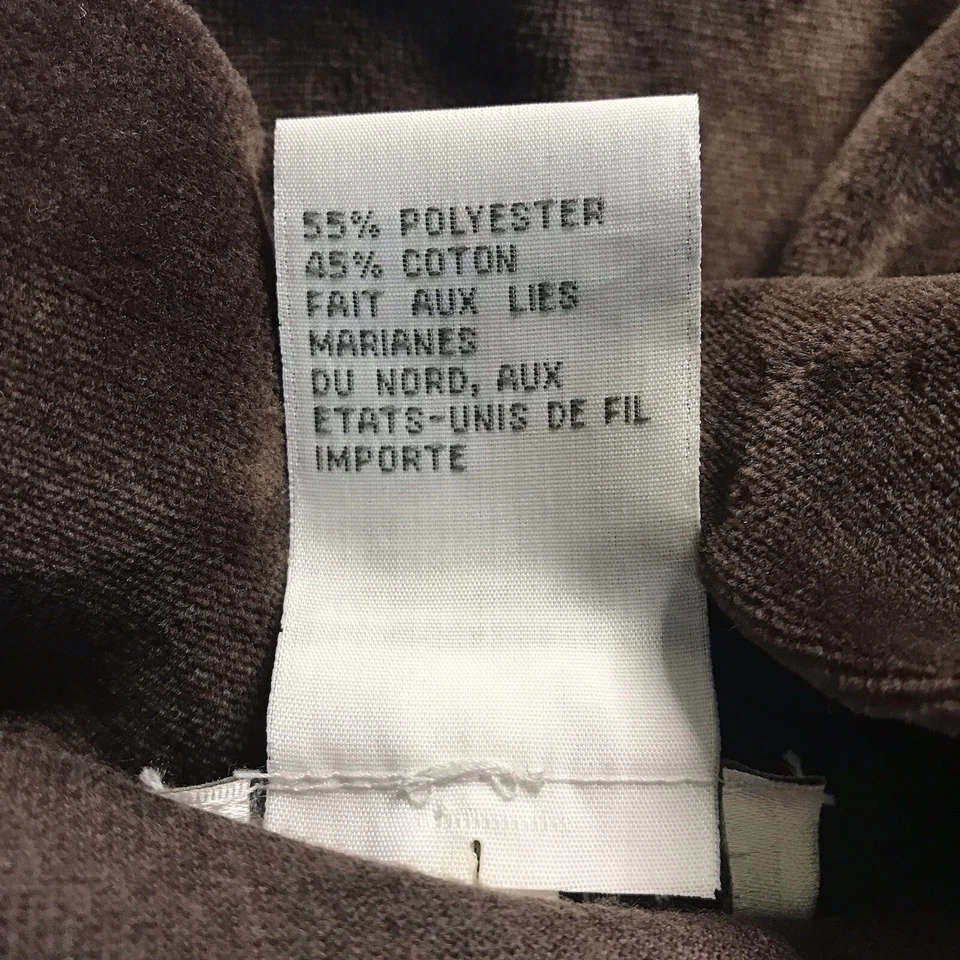 55% POLYESTER
45% COTON
FAIT AUX LIES
MARIANES
DU NORD, AUX
ETATS-UNIS DE FIL
IMPORTE